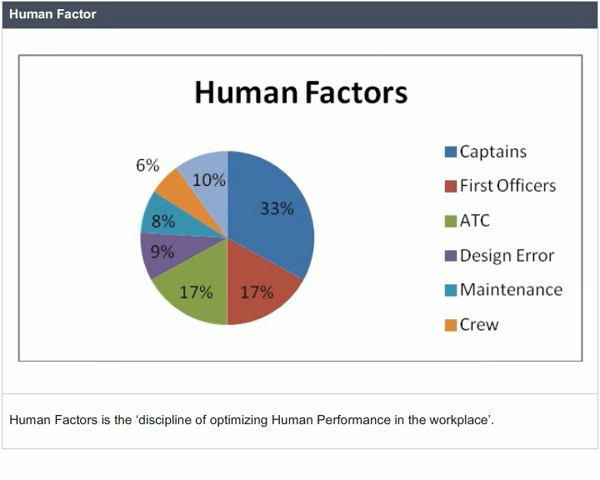 Human Factor
Human Factors
6%
10%
33%
8%
9%
17%
17%
Captains
First Officers
ATC
Design Error
Maintenance
Crew
Human Factors is the ‘discipline of optimizing Human Performance in the workplace’.